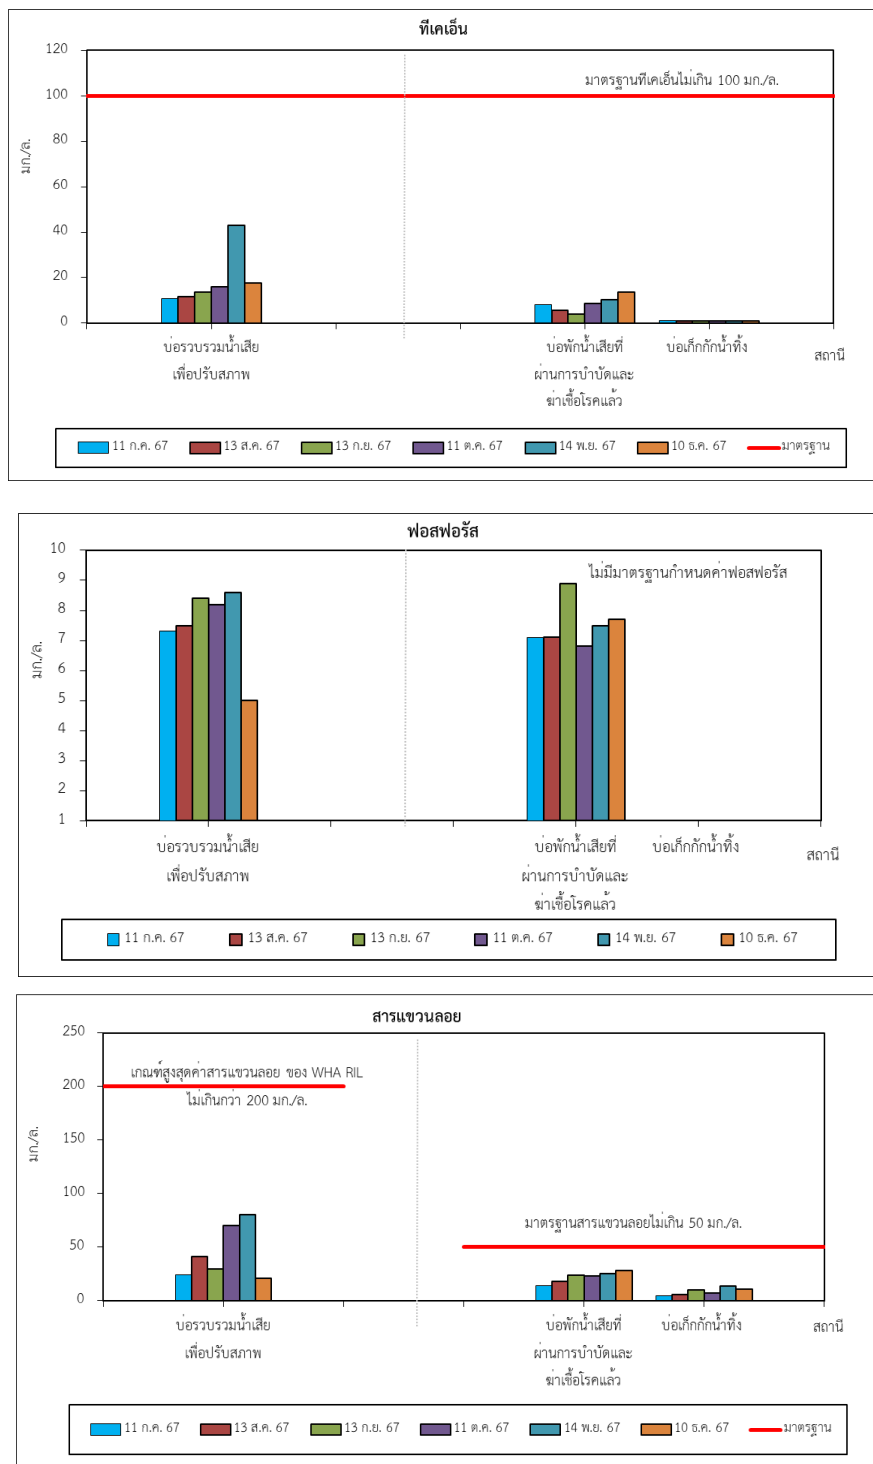 ทีเคเอ็น
120
100
80
60
40
20
0
มก./ล.
มาตรฐานทีเคเอ็นไม่เกิน 100 มก./ล.
บ่อรวบรวมน้ำเสีย
เพื่อปรับสภาพ
บ่อพักน้ำเสียที่
ผ่านการบำบัดและ
ฆ่าเชื้อโรคแล้ว
บ่อเก็กกักน้ำทิ้ง
สถานี
11 ก.ค. 67 13 ส.ค. 67 13 ก.ย. 67 11 ต.ค. 67 14 พ.ย. 67 10 ธ.ค. 67 มาตรฐาน
ฟอสฟอรัส
10
9
8
7
6
5
4
3
2
1
มก./ล.
ไม่มีมาตรฐานกำหนดค่าฟอสฟอรัส
บ่อรวบรวมน้ำเสีย
เพื่อปรับสภาพ
บ่อพักน้ำเสียที่
ผ่านการบำบัดและ
ฆ่าเชื้อโรคแล้ว
บ่อเก็กกักน้ำทิ้ง
สถานี
11 ก.ค. 67 13 ส.ค. 67 13 ก.ย. 67 11 ต.ค. 67 14 พ.ย. 67 10 ธ.ค. 67
สารแขวนลอย
250
200
150
100
50
0
มก./ล.
เกณฑ์สูงสุดค่าสารแขวนลอย ของ WHA RIL
ไม่เกินกว่า 200 มก./ล.
มาตรฐานสารแขวนลอยไม่เกิน 50 มก./ล.
บ่อรวบรวมน้ำเสีย
เพื่อปรับสภาพ
บ่อพักน้ำเสียที่
ผ่านการบำบัดและ
ฆ่าเชื้อโรคแล้ว
บ่อเก็กกักน้ำทิ้ง
สถานี
11 ก.ค. 67 13 ส.ค. 67 13 ก.ย. 67 11 ต.ค. 67 14 พ.ย. 67 10 ธ.ค. 67 มาตรฐาน